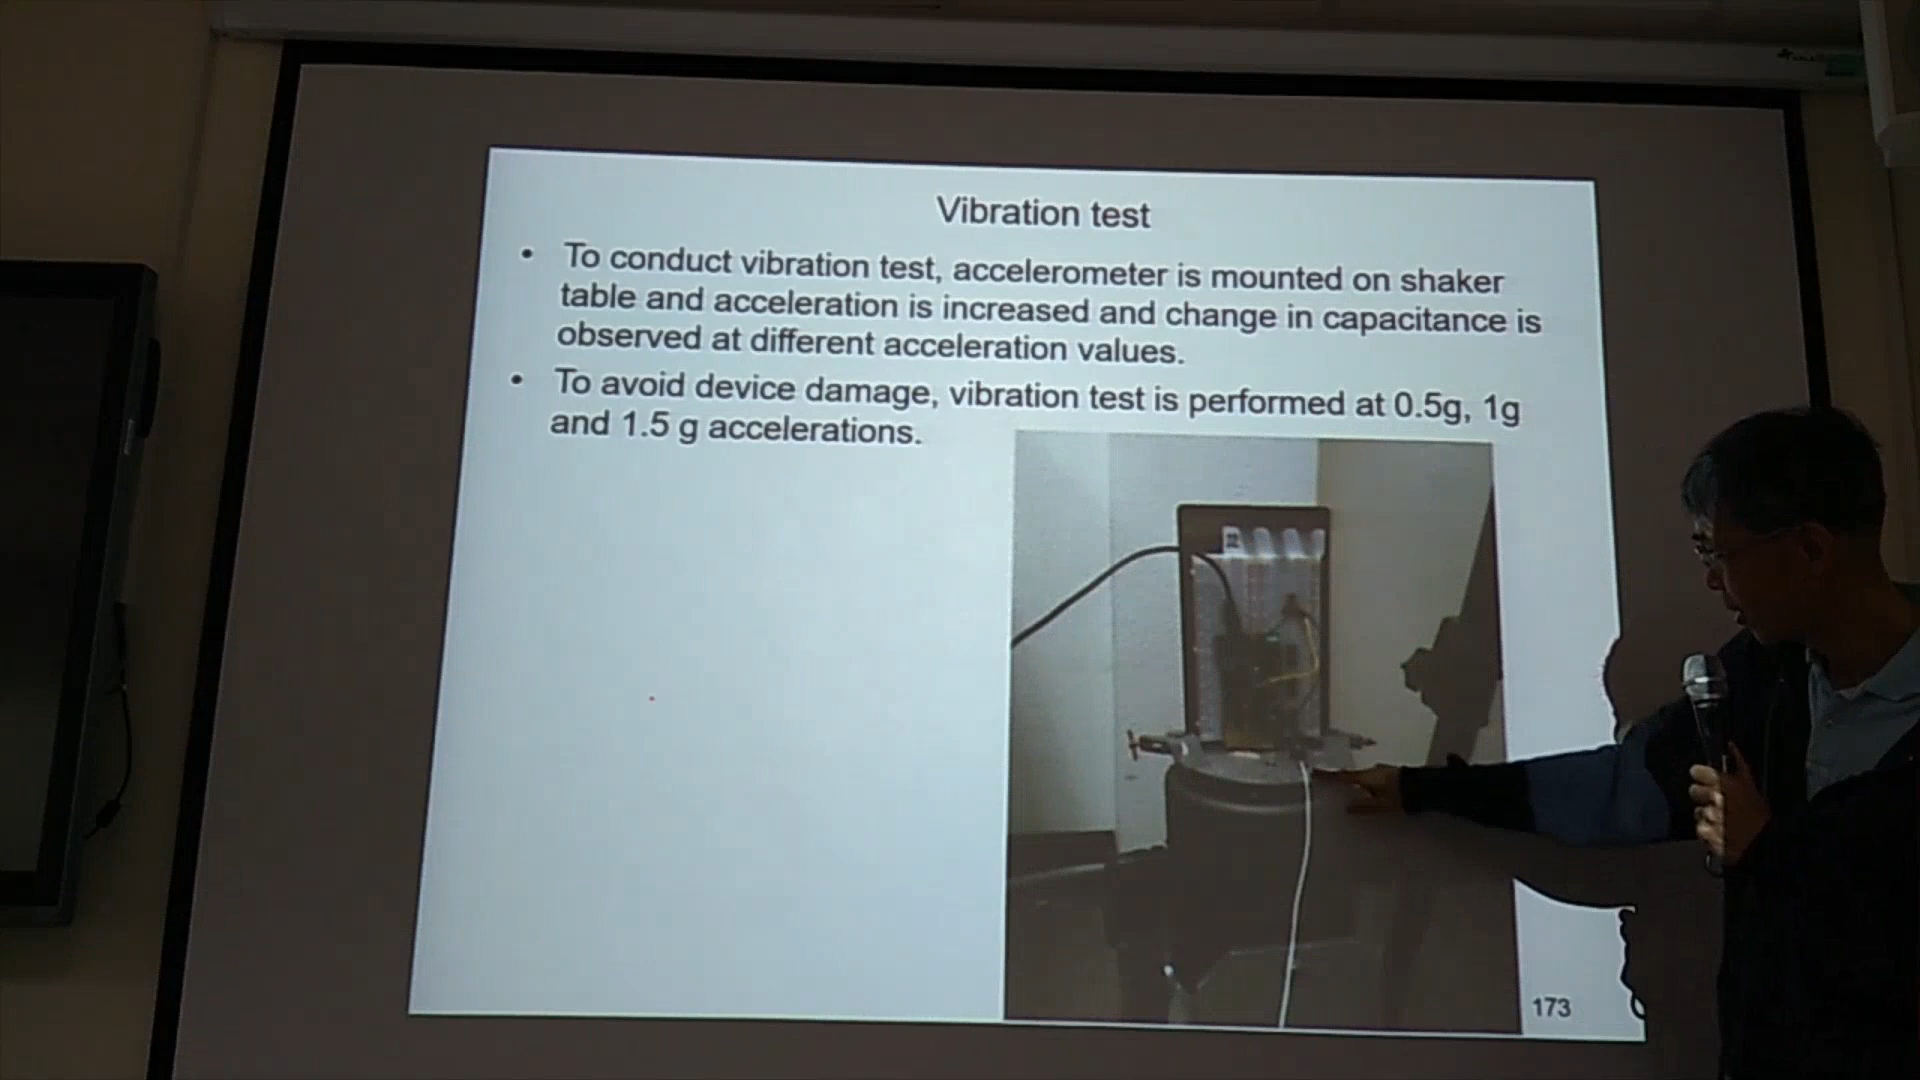 Vibration test
• To conduct vibration test, accelerometer is mounted on shaker
table and acceleration is increased and change in capacitance is
observed at different acceleration values.
• To avoid device damage, vibration test is performed at 0.5g, 1g
and 1.5 g accelerations.
173